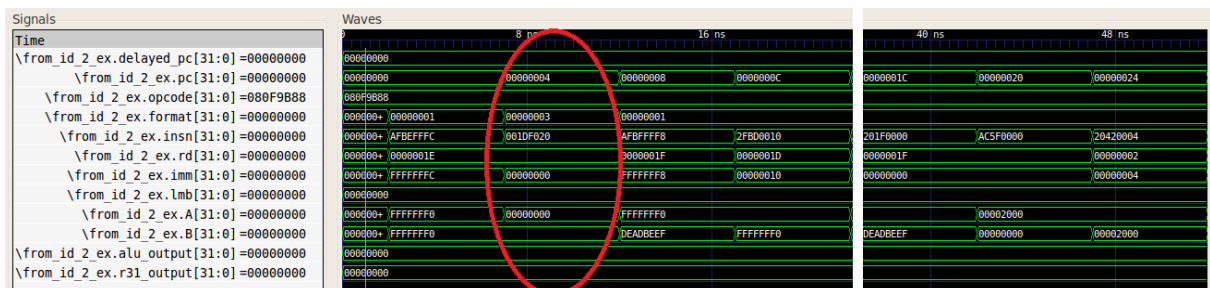 Signals Waves
Time 0 8 ns 16 ns 40 ns 48 ns
\from_id_2_ex.delayed_pc[31:0] =00000000 00000000
\from_id_2_ex.pc[31:0] =00000000 00000000 00000004 00000008 0000000C 0000001C 00000020 00000024
\from_id_2_ex.opcode[31:0] =080F9B88 080F9B88
\from_id_2_ex.format[31:0] =00000000 000000+ 00000001 00000003 00000001
\from_id_2_ex.insn[31:0] =00000000 000000+ AFBEFFFC 001DF020 AFBFFFF8 2FBD0010 201F0000 AC5F0000 20420004
\from_id_2_ex.rd[31:0] =00000000 000000+ 0000001E 0000001F 0000001D 0000001F 00000002
\from_id_2_ex.imm[31:0] =00000000 000000+ FFFFFFFC 00000000 FFFFFFF8 00000010 00000000 00000004
\from_id_2_ex.lmb[31:0] =00000000 00000000
\from_id_2_ex.A[31:0] =00000000 000000+ FFFFFFF0 00000000 FFFFFFF0 00002000
\from_id_2_ex.B[31:0] =00000000 000000+ FFFFFFF0 DEADBEEF FFFFFFF0 DEADBEEF 00000000 00002000
\from_id_2_ex.alu_output[31:0] =00000000 00000000
\from_id_2_ex.r31_output[31:0] =00000000 00000000